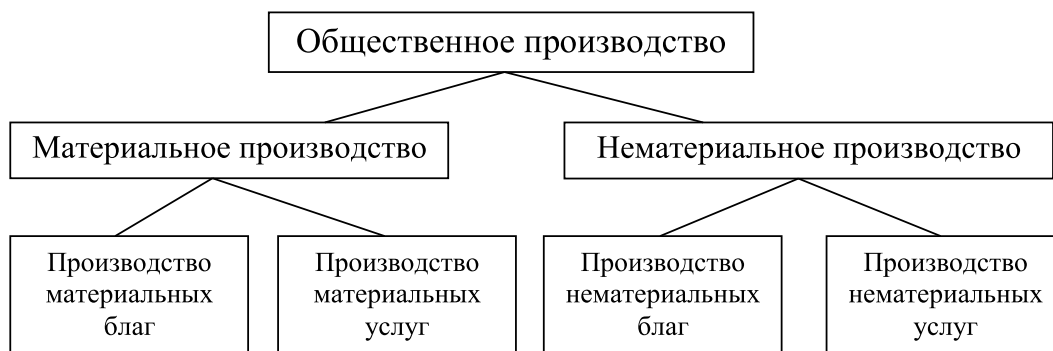 Общественное производство
Материальное производство
Нематериальное производство
Производство
материальных
благ
Производство
материальных
услуг
Производство
нематериальных
благ
Производство
нематериальных
услуг